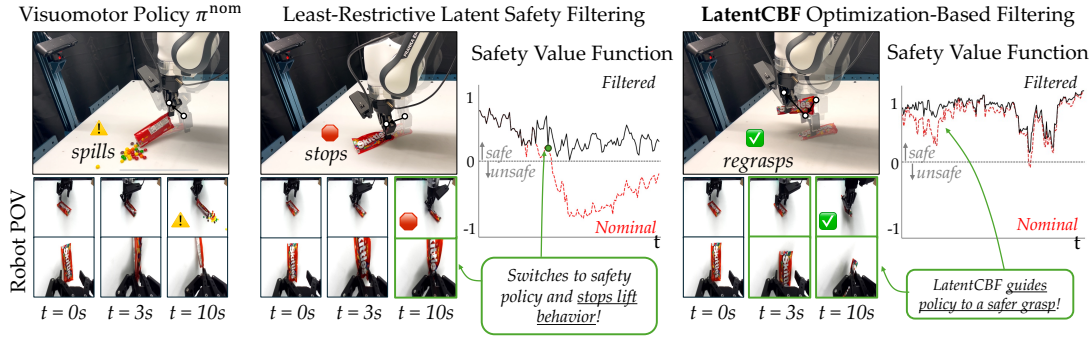 Visuomotor Policy π^nom
spills
Robot POV
t = 0s
t = 3s
t = 10s
Least-Restrictive Latent Safety Filtering
stops
Skittles
Safety Value Function
Filtered
1
safe
0
unsafe
-1
Nominal
t
t = 0s
t = 3s
t = 10s
Switches to safety
policy and stops lift
behavior!
LatentCBF Optimization-Based Filtering
regrasps
Safety Value Function
Filtered
1
safe
0
unsafe
-1
Nominal
t
t = 0s
t = 3s
t = 10s
LatentCBF guides
policy to a safer grasp!